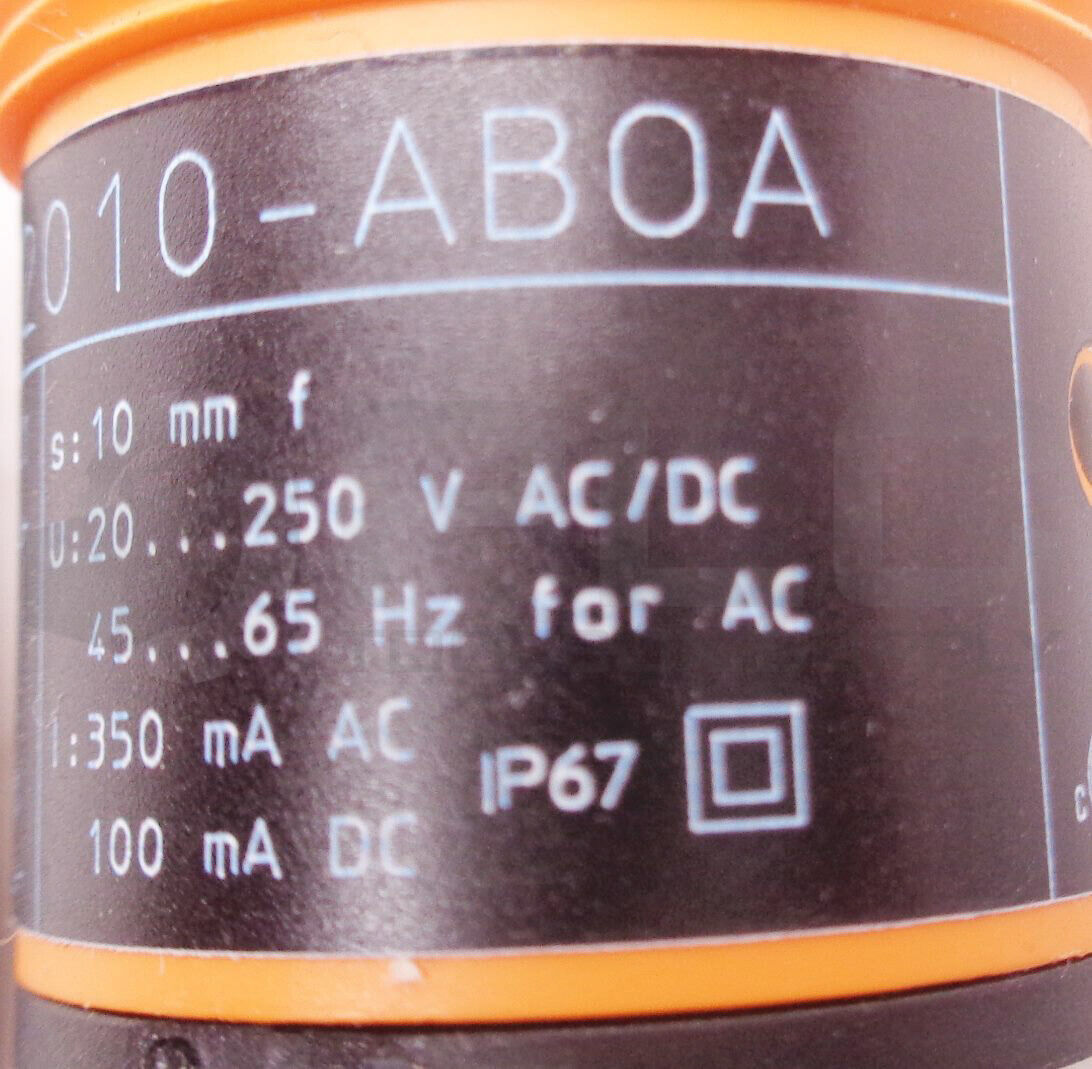 2010-ABOA
s:10 mm f
U:20...250 V AC/DC
45...65 Hz for AC
I:350 mA AC
100 mA DC
IP67